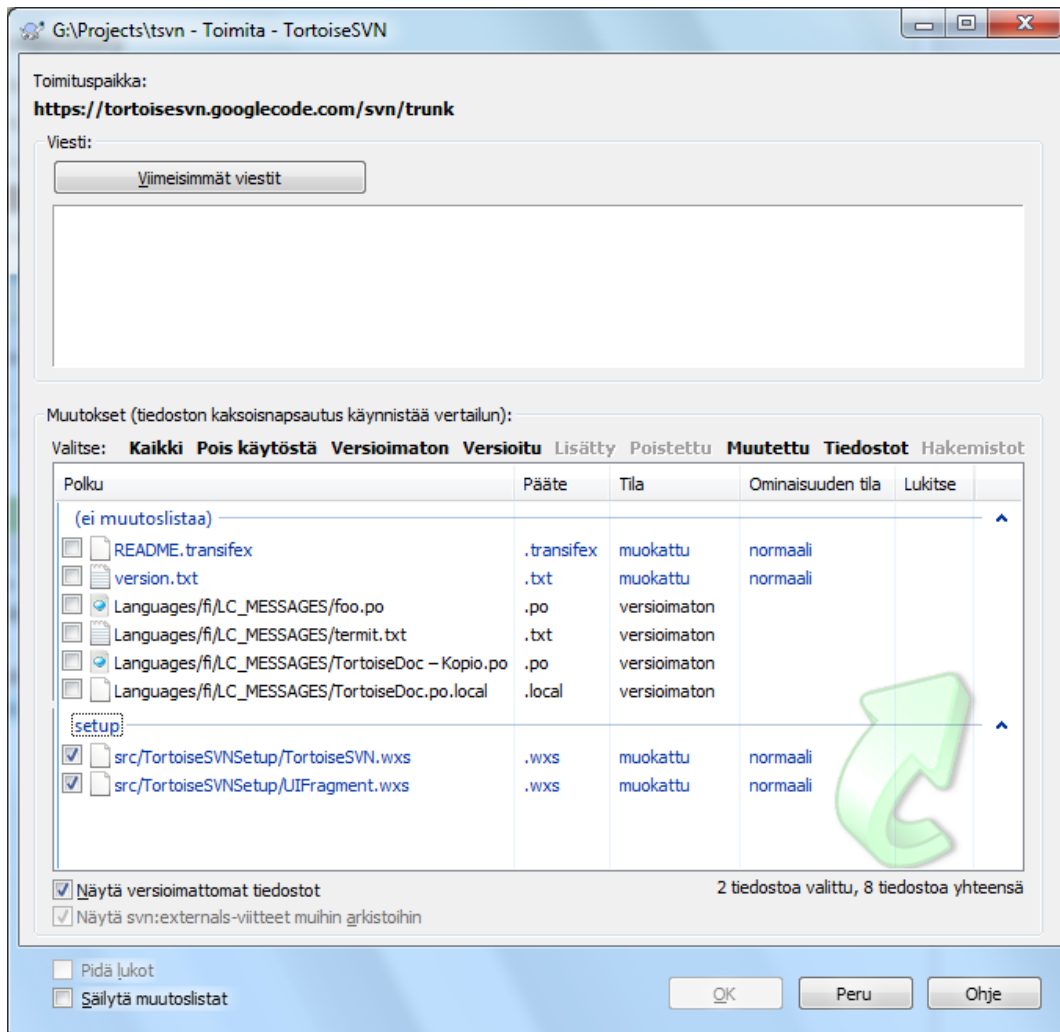 G:\Projects\tsvn - Toimita - TortoiseSVN
Toimituspaikka:
https://tortoisesvn.googlecode.com/svn/trunk
Viesti:
Viimeisimmät viestit
Muutokset (tiedoston kaksoisnapsautus käynnistää vertailun):
Valitse: Kaikki Pois käytöstä Versioimaton Versioitu Lisätty Poistettu Muutettu Tiedostot Hakemistot
Polku Pääte Tila Ominaisuuden tila Lukitse
(ei muutoslistaa)
README.transifex .transifex muokattu normaali
version.txt .txt muokattu normaali
Languages/fi/LC_MESSAGES/foo.po .po versioimaton
Languages/fi/LC_MESSAGES/termit.txt .txt versioimaton
Languages/fi/LC_MESSAGES/TortoiseDoc – Kopio.po .po versioimaton
Languages/fi/LC_MESSAGES/TortoiseDoc.po.local .local versioimaton
setup
src/TortoiseSVNSetup/TortoiseSVN.wxs .wxs muokattu normaali
src/TortoiseSVNSetup/UIFragment.wxs .wxs muokattu normaali
Näytä versioimattomat tiedostot 2 tiedostoa valittu, 8 tiedostoa yhteensä
Näytä svn:externals-viitteet muihin arkistoihin
Pidä lukot
Säilytä muutoslistat OK Peru Ohje